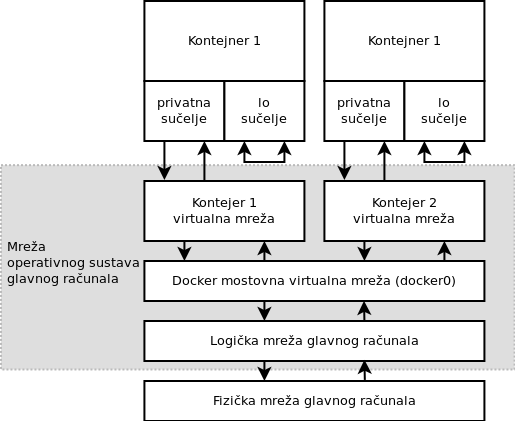 Kontejner 1
Kontejner 1
privatna
sučelje
lo
sučelje
privatna
sučelje
lo
sučelje
Kontejer 1
virtualna mreža
Kontejer 2
virtualna mreža
Mreža
operativnog sustava
glavnog računala
Docker mostovna virtualna mreža (docker0)
Logička mreža glavnog računala
Fizička mreža glavnog računala